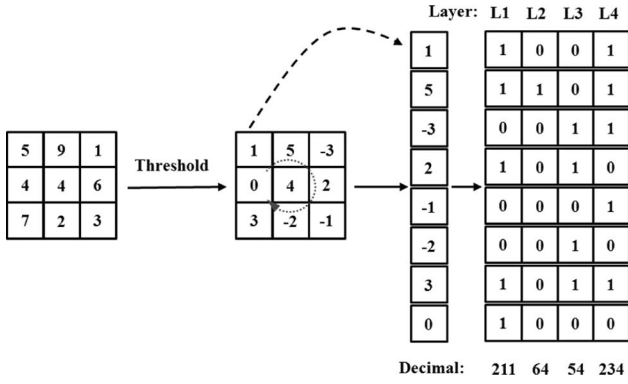 Layer: L1 L2 L3 L4
1 1 0 0 1
5 1 1 0 1
-3 0 0 1 1
2 1 0 1 0
-1 0 0 0 1
-2 0 0 1 0
3 1 0 1 1
0 1 0 0 0
Decimal: 211 64 54 234
5 9 1
4 4 6
7 2 3
Threshold
1 5 -3
0 4 2
3 -2 -1